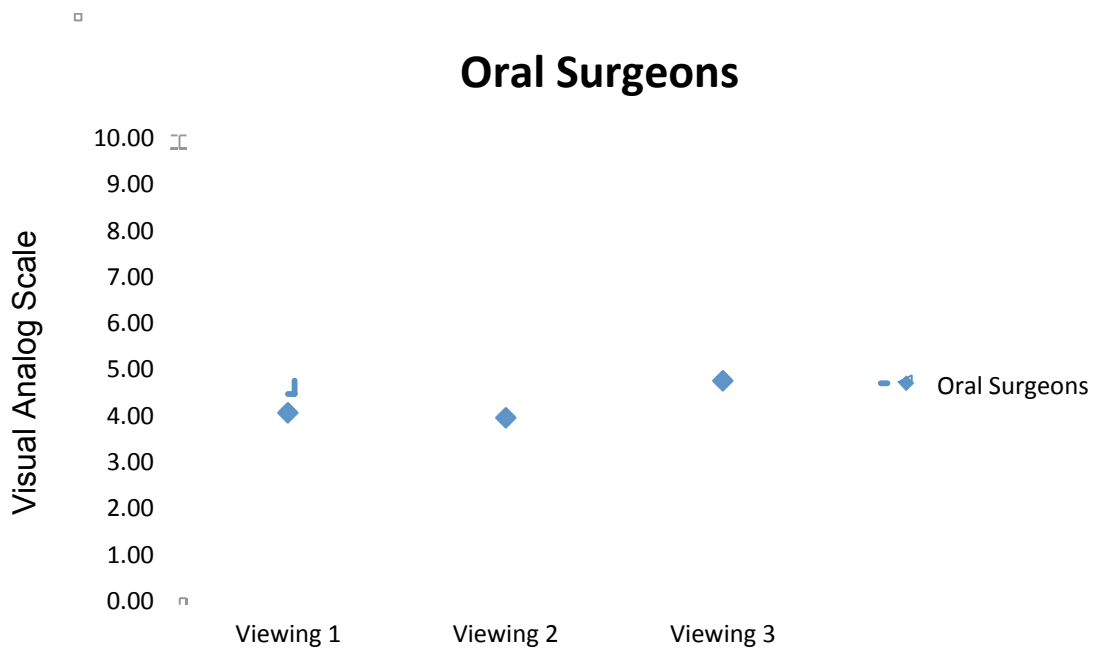 Oral Surgeons
10.00
9.00
8.00
7.00
6.00
5.00
4.00
3.00
2.00
1.00
0.00
Visual Analog Scale
Viewing 1
Viewing 2
Viewing 3
Oral Surgeons